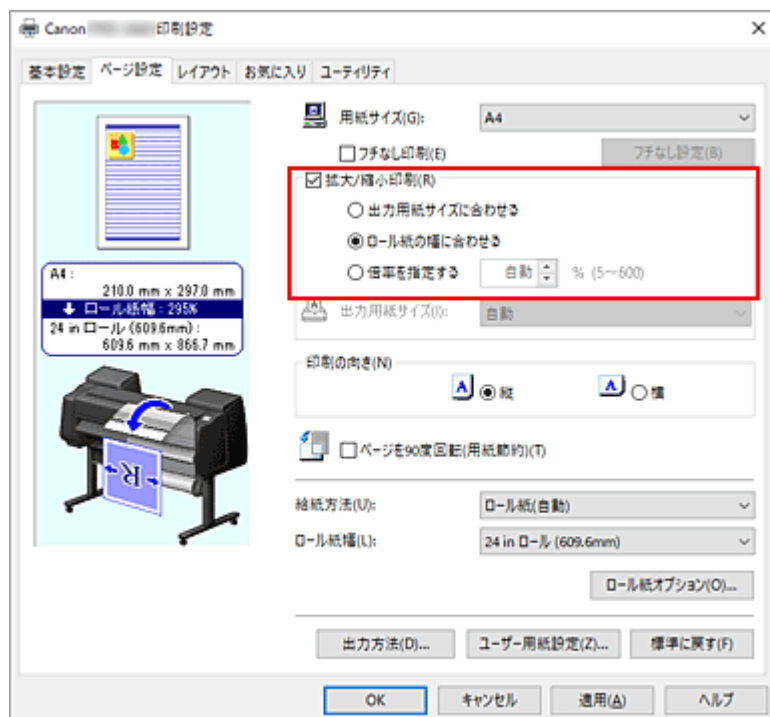 Canon 印刷設定
基本設定 ページ設定 レイアウト お気に入り ユーティリティ
用紙サイズ(G): A4
フチなし印刷(E) フチなし設定(B)
拡大/縮小印刷(R)
出力用紙サイズに合わせる
ロール紙の幅に合わせる
倍率を指定する 自動 % (5～600)
出力用紙サイズ(I): 自動
A4 :
210.0 mm x 297.0 mm
ロール紙幅 : 295%
24 in ロール (609.6mm) :
609.6 mm x 866.7 mm
R
印刷の向き(N)
A 縦 A 横
ページを90度回転(用紙節約)(T)
給紙方法(U): ロール紙(自動)
ロール紙幅(L): 24 in ロール (609.6mm)
ロール紙オプション(O)...
出力方法(D)... ユーザー用紙設定(Z)... 標準に戻す(F)
OK キャンセル 適用(A) ヘルプ